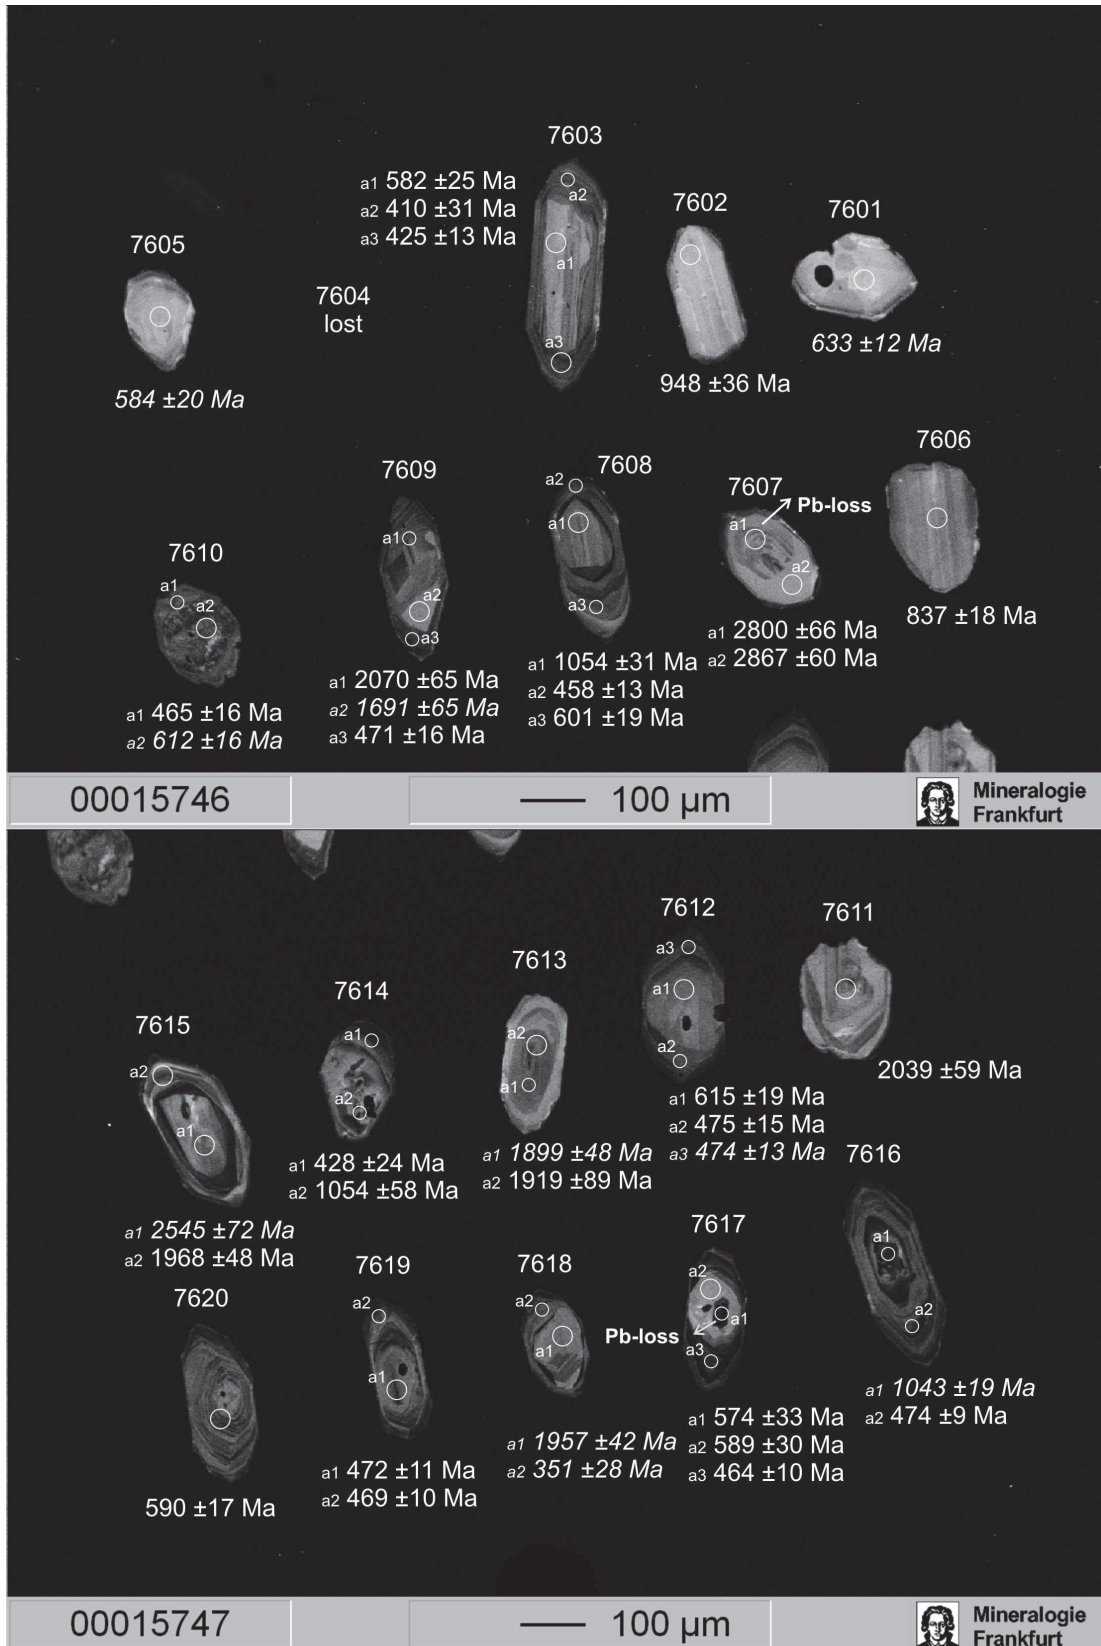 7603
a1 582 ±25 Ma
a2 410 ±31 Ma
a3 425 ±13 Ma
a2
a1
a3
7602
948 ±36 Ma
7601
633 ±12 Ma
7605
584 ±20 Ma
7604
lost
7606
837 ±18 Ma
7609
a1
a2
a3
a1 2070 ±65 Ma
a2 1691 ±65 Ma
a3 471 ±16 Ma
7608
a2
a1
a3
a1 1054 ±31 Ma
a2 458 ±13 Ma
a3 601 ±19 Ma
7607
Pb-loss
a1
a2
a1 2800 ±66 Ma
a2 2867 ±60 Ma
7610
a1
a2
a1 465 ±16 Ma
a2 612 ±16 Ma
00015746
100 µm
Mineralogie
Frankfurt
7612
a3
a1
a2
a1 615 ±19 Ma
a2 475 ±15 Ma
a3 474 ±13 Ma
7611
2039 ±59 Ma
7613
a2
a1
a1 1899 ±48 Ma
a2 1919 ±89 Ma
7614
a1
a2
a1 428 ±24 Ma
a2 1054 ±58 Ma
7615
a2
a1
a1 2545 ±72 Ma
a2 1968 ±48 Ma
7616
a1
a2
a1 1043 ±19 Ma
a2 474 ±9 Ma
7617
a2
a1
Pb-loss
a3
a1 574 ±33 Ma
a2 589 ±30 Ma
a3 464 ±10 Ma
7618
a2
a1
a1 1957 ±42 Ma
a2 351 ±28 Ma
7619
a2
a1
a1 472 ±11 Ma
a2 469 ±10 Ma
7620
590 ±17 Ma
00015747
100 µm
Mineralogie
Frankfurt